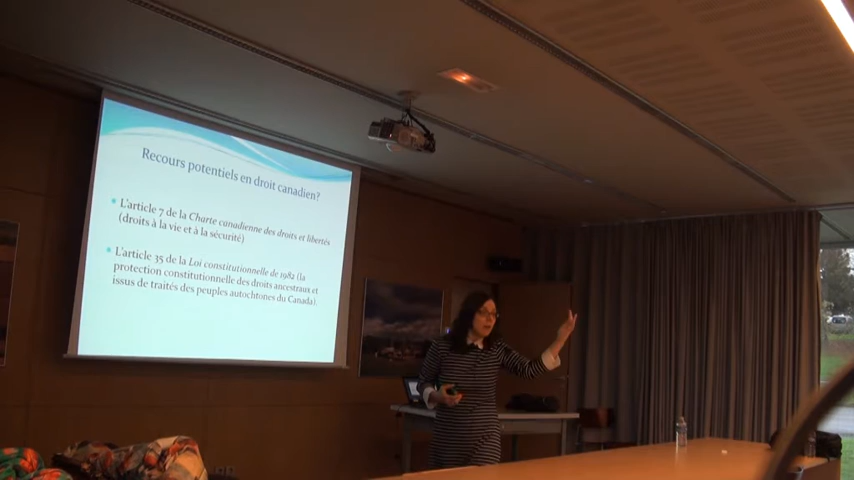 Recours potentiels en droit canadien?
• L'article 7 de la Charte canadienne des droits et libertés
(droits à la vie et à la sécurité)
• L'article 35 de la Loi constitutionnelle de 1982 (la
protection constitutionnelle des droits ancestraux et
issus de traités des peuples autochtones du Canada).